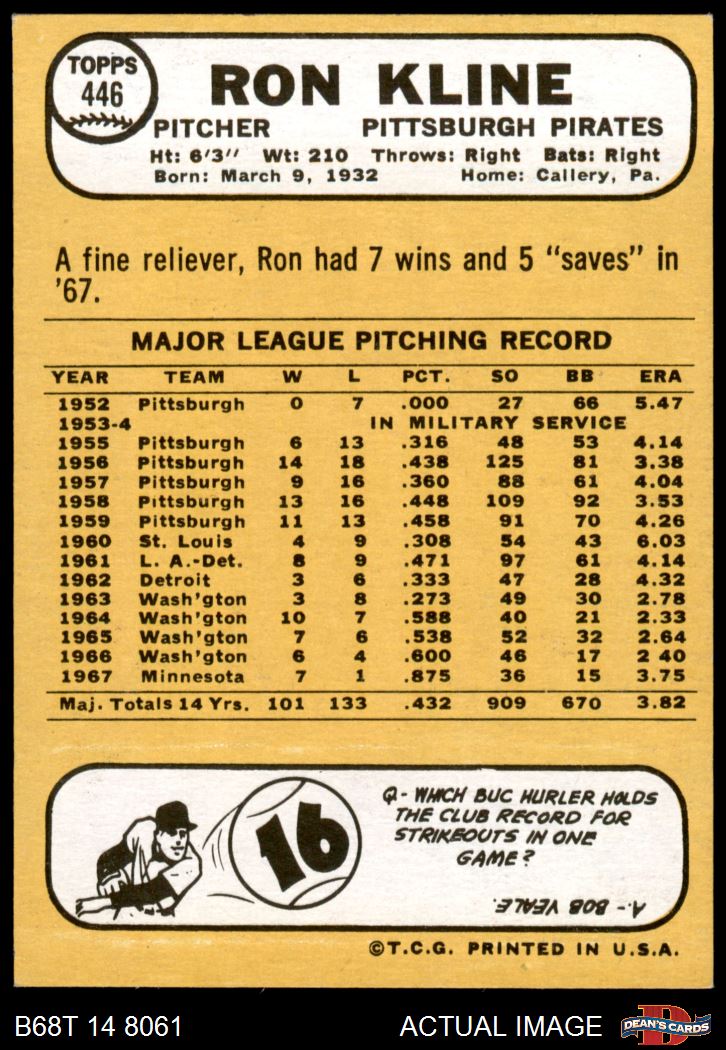 TOPPS
446
RON KLINE
PITCHER PITTSBURGH PIRATES
Ht: 6'3" Wt: 210 Throws: Right Bats: Right
Born: March 9, 1932 Home: Callery, Pa.
A fine reliever, Ron had 7 wins and 5 "saves" in
'67.
MAJOR LEAGUE PITCHING RECORD
YEAR TEAM W L PCT. SO BB ERA
1952 Pittsburgh 0 7 .000 27 66 5.47
1953-4 IN MILITARY SERVICE
1955 Pittsburgh 6 13 .316 48 53 4.14
1956 Pittsburgh 14 18 .438 125 81 3.38
1957 Pittsburgh 9 16 .360 88 61 4.04
1958 Pittsburgh 13 16 .448 109 92 3.53
1959 Pittsburgh 11 13 .458 91 70 4.26
1960 St. Louis 4 9 .308 54 43 6.03
1961 L. A.-Det. 8 9 .471 97 61 4.14
1962 Detroit 3 6 .333 47 28 4.32
1963 Wash'gton 3 8 .273 49 30 2.78
1964 Wash'gton 10 7 .588 40 21 2.33
1965 Wash'gton 7 6 .538 52 32 2.64
1966 Wash'gton 6 4 .600 46 17 2 40
1967 Minnesota 7 1 .875 36 15 3.75
Maj. Totals 14 Yrs. 101 133 .432 909 670 3.82
16
Q- WHICH BUC HURLER HOLDS
THE CLUB RECORD FOR
STRIKEOUTS IN ONE
GAME?
A.- BOB VEALE.
©T.C.G. PRINTED IN U.S.A.
B68T 14 8061 ACTUAL IMAGE
D
DEAN'S CARDS